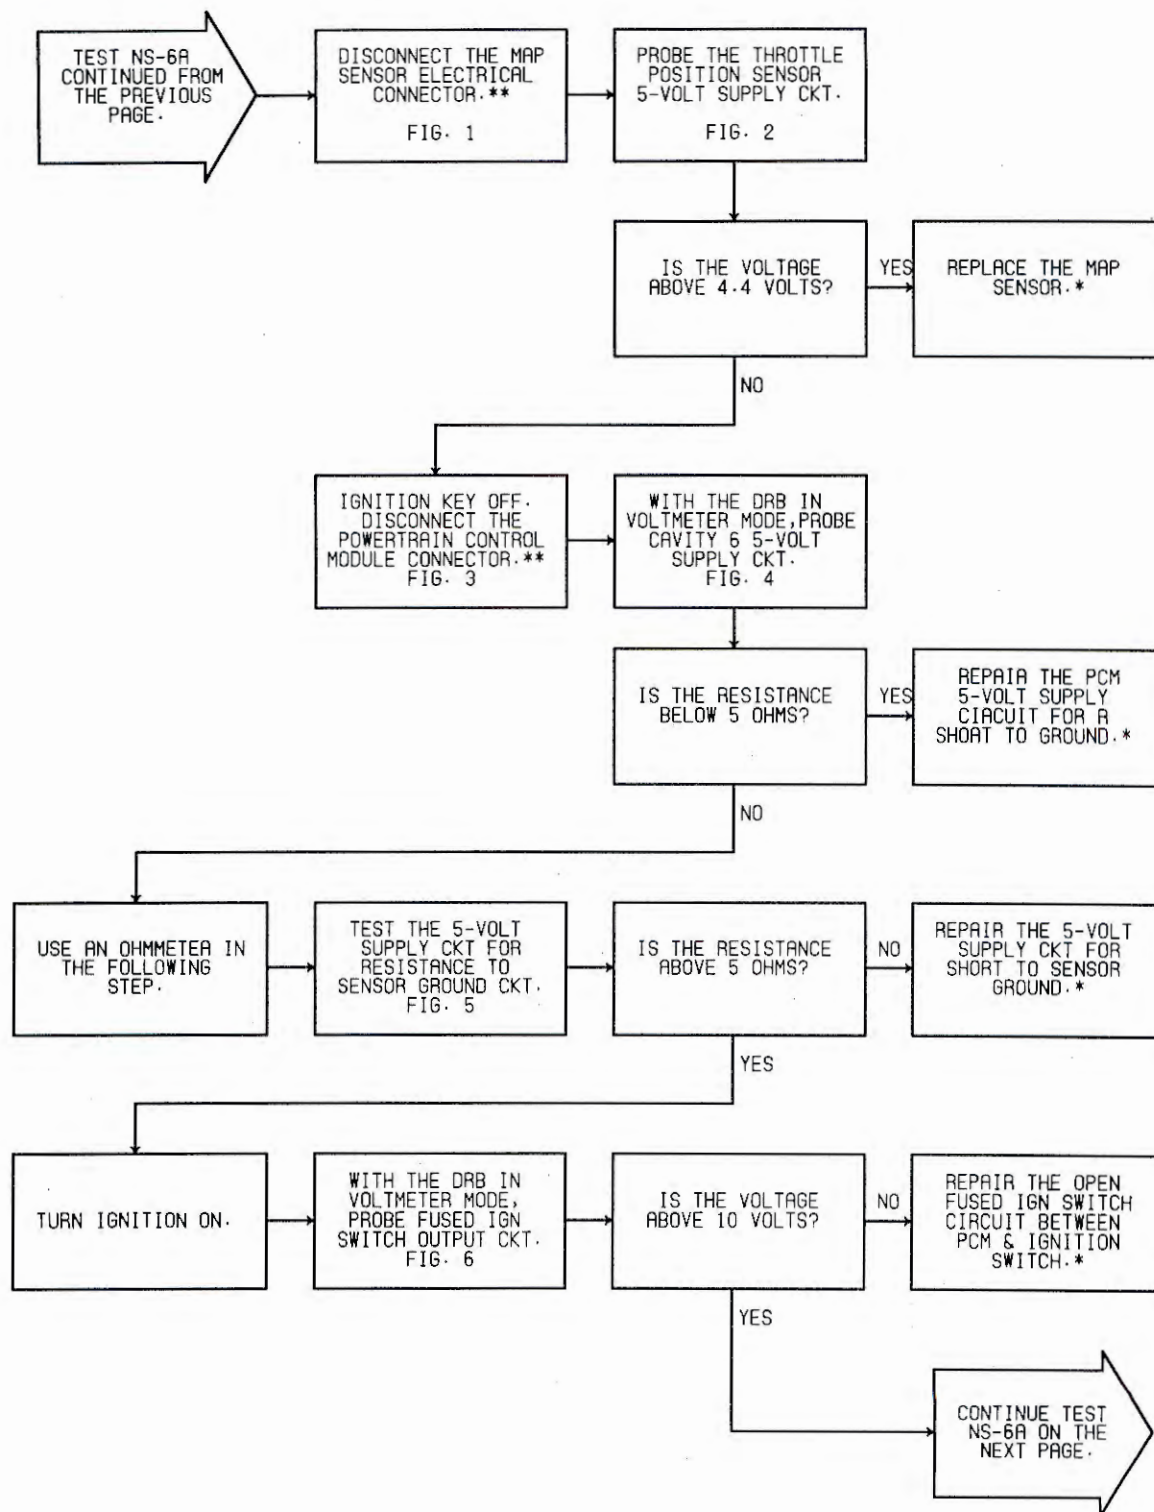 TEST NS-6A
CONTINUED FROM
THE PREVIOUS
PAGE.
DISCONNECT THE MAP
SENSOR ELECTRICAL
CONNECTOR.**
FIG. 1
PROBE THE THROTTLE
POSITION SENSOR
5-VOLT SUPPLY CKT.
FIG. 2
IS THE VOLTAGE
ABOVE 4.4 VOLTS?
YES
REPLACE THE MAP
SENSOR.*
NO
IGNITION KEY OFF.
DISCONNECT THE
POWERTRAIN CONTROL
MODULE CONNECTOR.**
FIG. 3
WITH THE DRB IN
VOLTMETER MODE,PROBE
CAVITY 6 5-VOLT
SUPPLY CKT.
FIG. 4
IS THE RESISTANCE
BELOW 5 OHMS?
YES
REPAIR THE PCM
5-VOLT SUPPLY
CIRCUIT FOR A
SHORT TO GROUND.*
NO
USE AN OHMMETER IN
THE FOLLOWING
STEP.
TEST THE 5-VOLT
SUPPLY CKT FOR
RESISTANCE TO
SENSOR GROUND CKT.
FIG. 5
IS THE RESISTANCE
ABOVE 5 OHMS?
NO
REPAIR THE 5-VOLT
SUPPLY CKT FOR
SHORT TO SENSOR
GROUND.*
YES
TURN IGNITION ON.
WITH THE DRB IN
VOLTMETER MODE,
PROBE FUSED IGN
SWITCH OUTPUT CKT.
FIG. 6
IS THE VOLTAGE
ABOVE 10 VOLTS?
NO
REPAIR THE OPEN
FUSED IGN SWITCH
CIRCUIT BETWEEN
PCM & IGNITION
SWITCH.*
YES
CONTINUE TEST
NS-6A ON THE
NEXT PAGE.